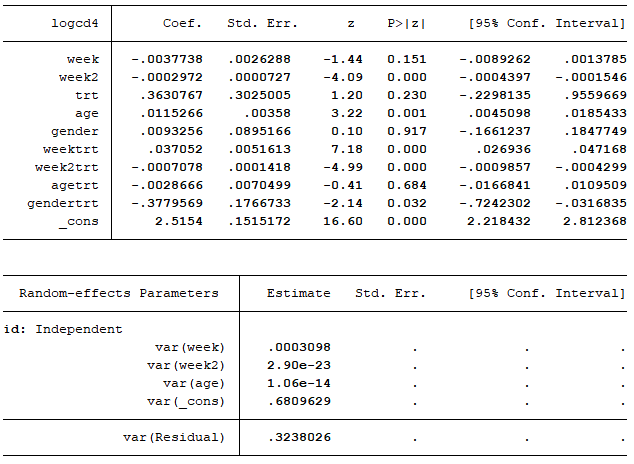 logcd4 Coef. Std. Err. z P>|z| [95% Conf. Interval]
week -.0037738 .0026288 -1.44 0.151 -.0089262 .0013785
week2 -.0002972 .0000727 -4.09 0.000 -.0004397 -.0001546
trt .3630767 .3025005 1.20 0.230 -.2298135 .9559669
age .0115266 .00358 3.22 0.001 .0045098 .0185433
gender .0093256 .0895166 0.10 0.917 -.1661237 .1847749
weektrt .037052 .0051613 7.18 0.000 .026936 .047168
week2trt -.0007078 .0001418 -4.99 0.000 -.0009857 -.0004299
agetrt -.0028666 .0070499 -0.41 0.684 -.0166841 .0109509
gendertrt -.3779569 .1766733 -2.14 0.032 -.7242302 -.0316835
_cons 2.5154 .1515172 16.60 0.000 2.218432 2.812368
Random-effects Parameters Estimate Std. Err. [95% Conf. Interval]
id: Independent
var(week) .0003098 . . .
var(week2) 2.90e-23 . . .
var(age) 1.06e-14 . . .
var(_cons) .6809629 . . .
var(Residual) .3238026 . . .